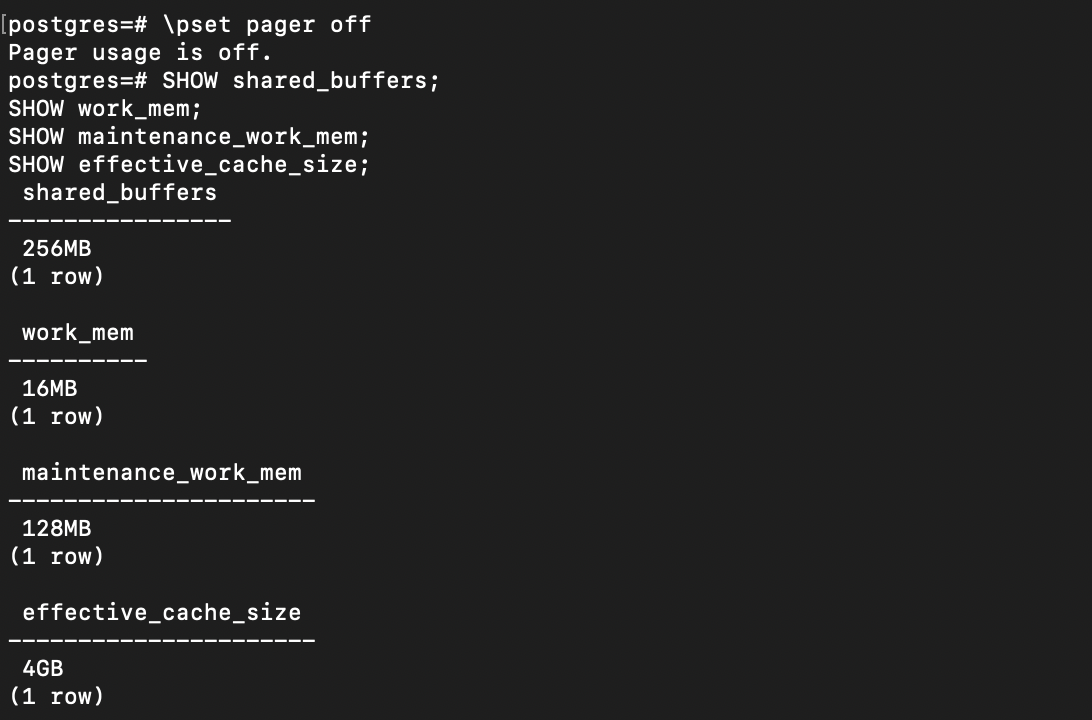 [postgres=# \pset pager off
Pager usage is off.
postgres=# SHOW shared_buffers;
SHOW work_mem;
SHOW maintenance_work_mem;
SHOW effective_cache_size;
 shared_buffers
----------------
 256MB
(1 row)

 work_mem
----------
 16MB
(1 row)

 maintenance_work_mem
----------------------
 128MB
(1 row)

 effective_cache_size
----------------------
 4GB
(1 row)